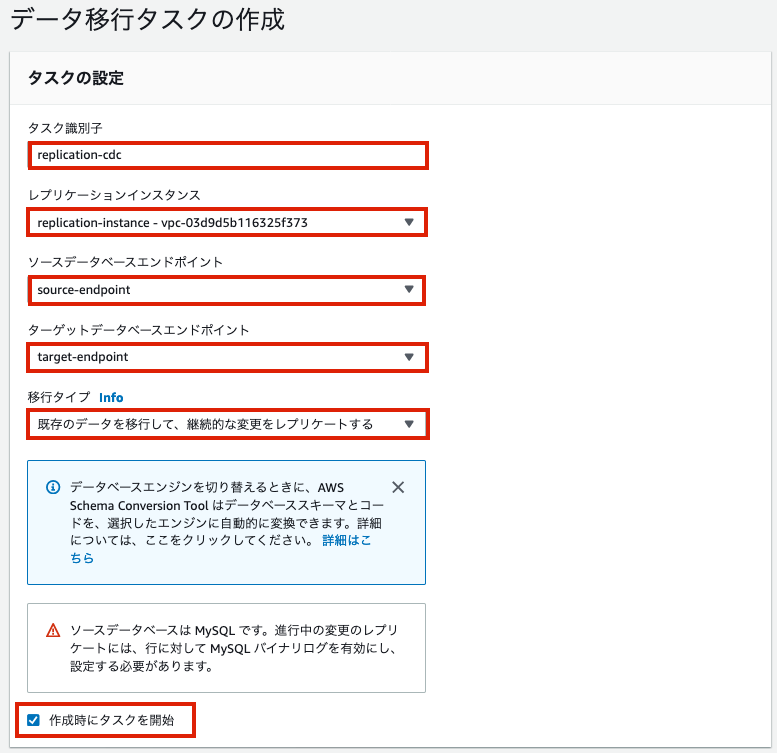 データ移行タスクの作成
タスクの設定
タスク識別子
replication-cdc
レプリケーションインスタンス
replication-instance - vpc-03d9d5b116325f373
ソースデータベースエンドポイント
source-endpoint
ターゲットデータベースエンドポイント
target-endpoint
移行タイプ Info
既存のデータを移行して、継続的な変更をレプリケートする
データベースエンジンを切り替えるときに、AWS
Schema Conversion Tool はデータベーススキーマとコー
ドを、選択したエンジンに自動的に変換できます。詳細
については、ここをクリックしてください。 詳細はこ
ちら
ソースデータベースは MySQL です。進行中の変更のレプリ
ケートには、行に対して MySQL バイナリログを有効にし、
設定する必要があります。
作成時にタスクを開始